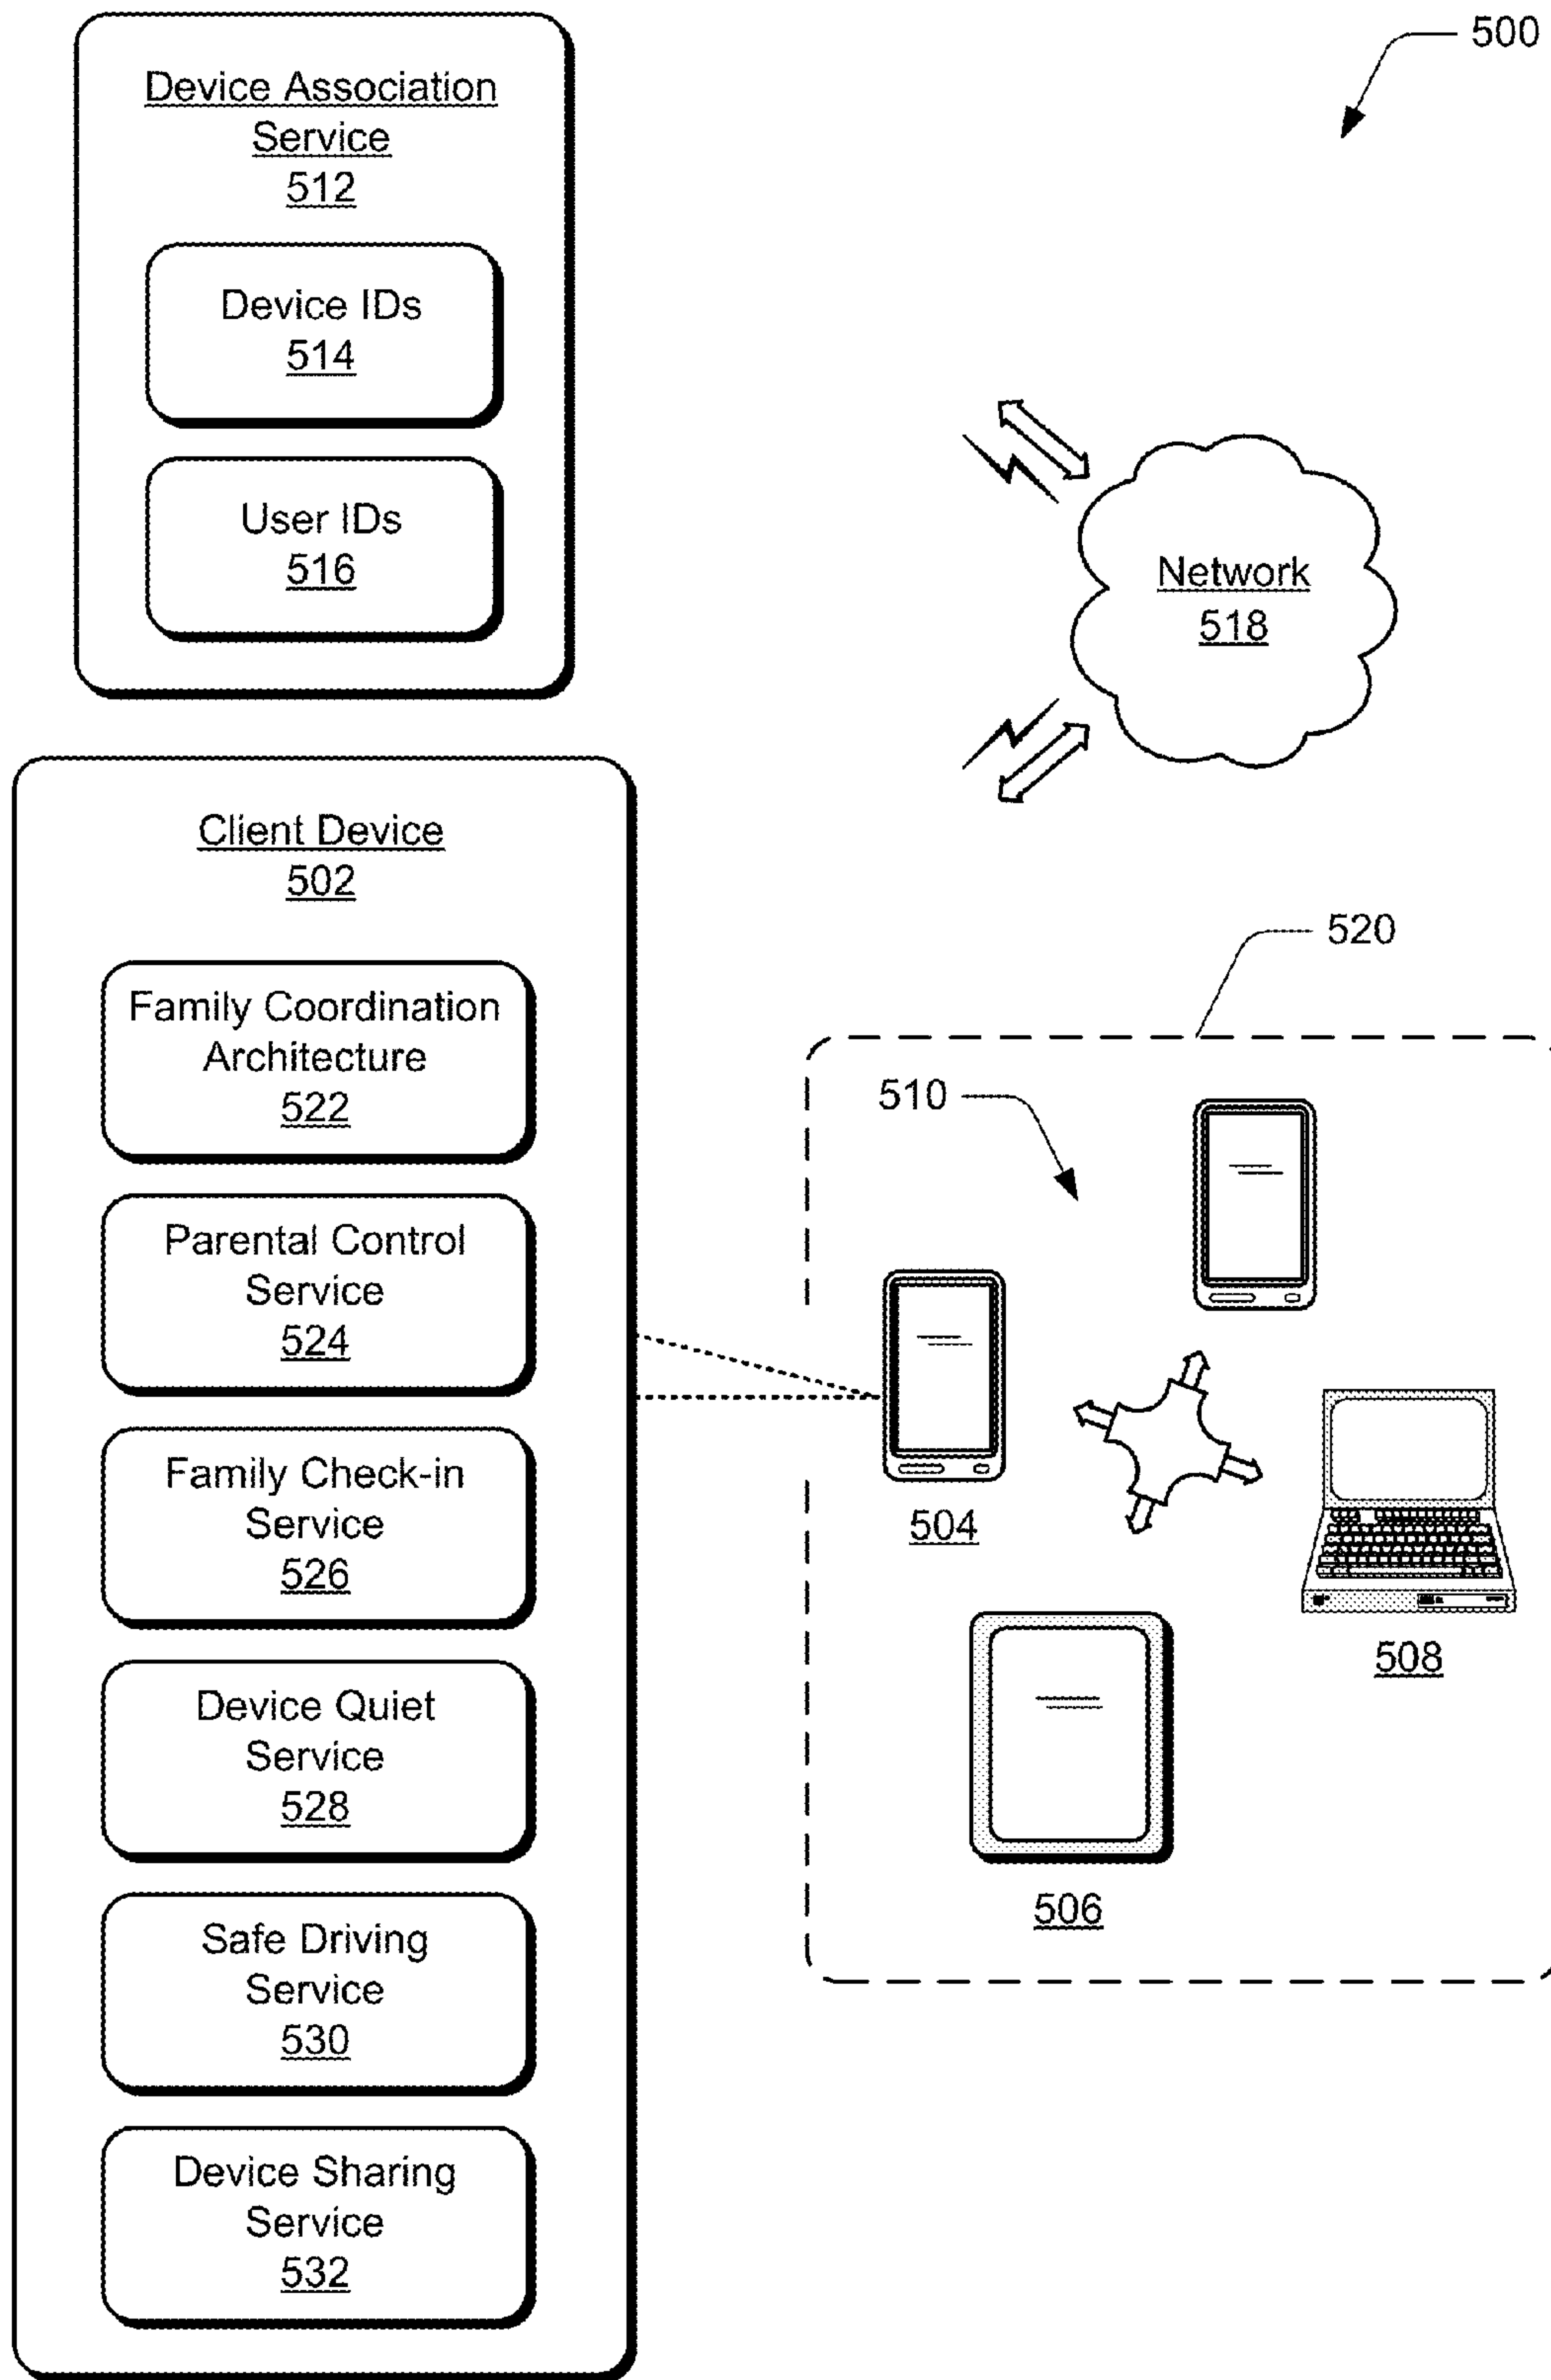 500
Device Association
Service
512
Device IDs
514
User IDs
516
Network
518
Client Device
502
Family Coordination
Architecture
522
Parental Control
Service
524
Family Check-in
Service
526
Device Quiet
Service
528
Safe Driving
Service
530
Device Sharing
Service
532
520
510
504
508
506